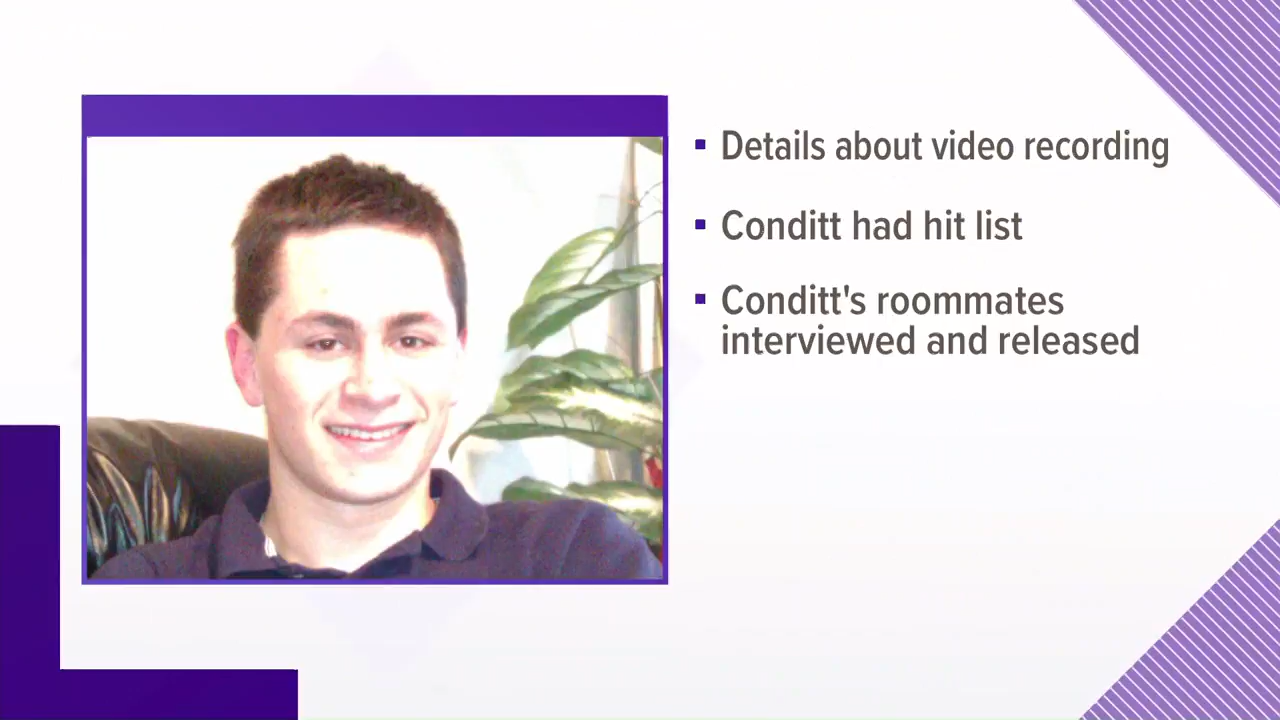 Details about video recording
Conditt had hit list
Conditt's roommates
interviewed and released